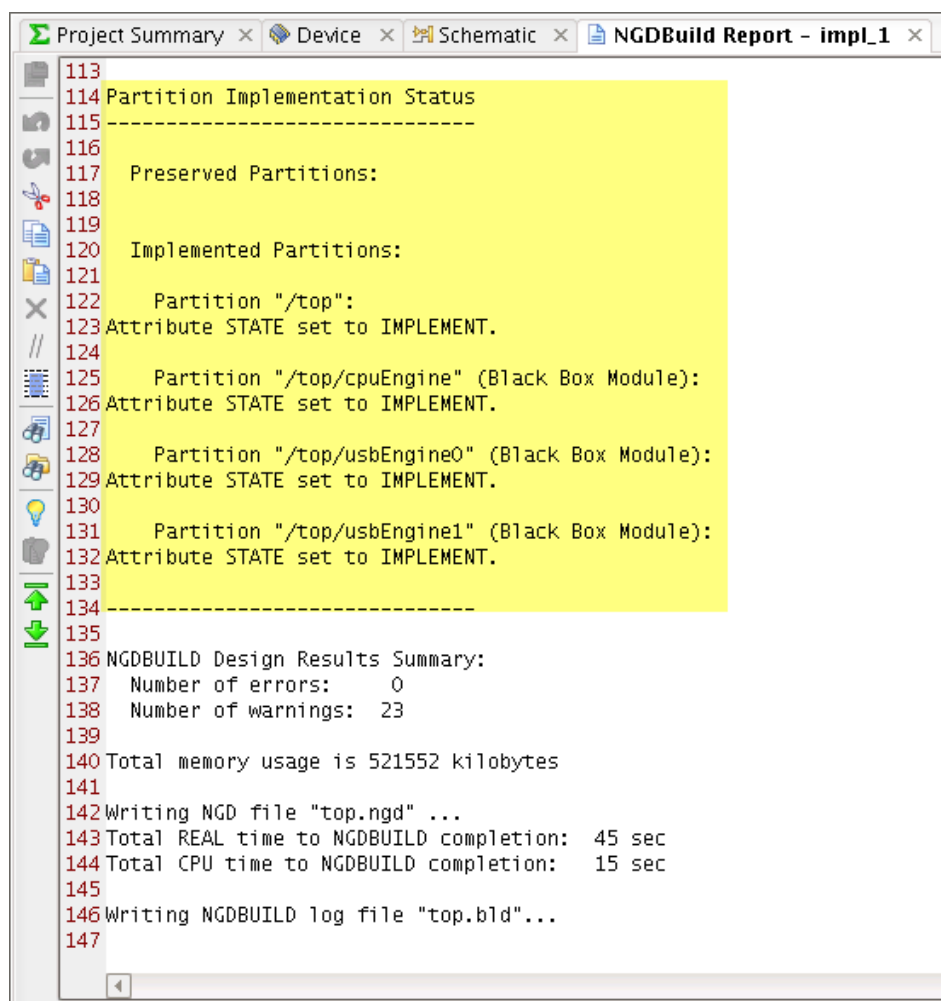 Project Summary × Device × Schematic × NGDBuild Report - impl_1 ×
113
114 Partition Implementation Status
115 -------------------------------
116
117 Preserved Partitions:
118
119
120 Implemented Partitions:
121
122 Partition "/top":
123 Attribute STATE set to IMPLEMENT.
124
125 Partition "/top/cpuEngine" (Black Box Module):
126 Attribute STATE set to IMPLEMENT.
127
128 Partition "/top/usbEngine0" (Black Box Module):
129 Attribute STATE set to IMPLEMENT.
130
131 Partition "/top/usbEngine1" (Black Box Module):
132 Attribute STATE set to IMPLEMENT.
133
134 -------------------------------
135
136 NGDBUILD Design Results Summary:
137 Number of errors: 0
138 Number of warnings: 23
139
140 Total memory usage is 521552 kilobytes
141
142 Writing NGD file "top.ngd" ...
143 Total REAL time to NGDBUILD completion: 45 sec
144 Total CPU time to NGDBUILD completion: 15 sec
145
146 Writing NGDBUILD log file "top.bld"...
147